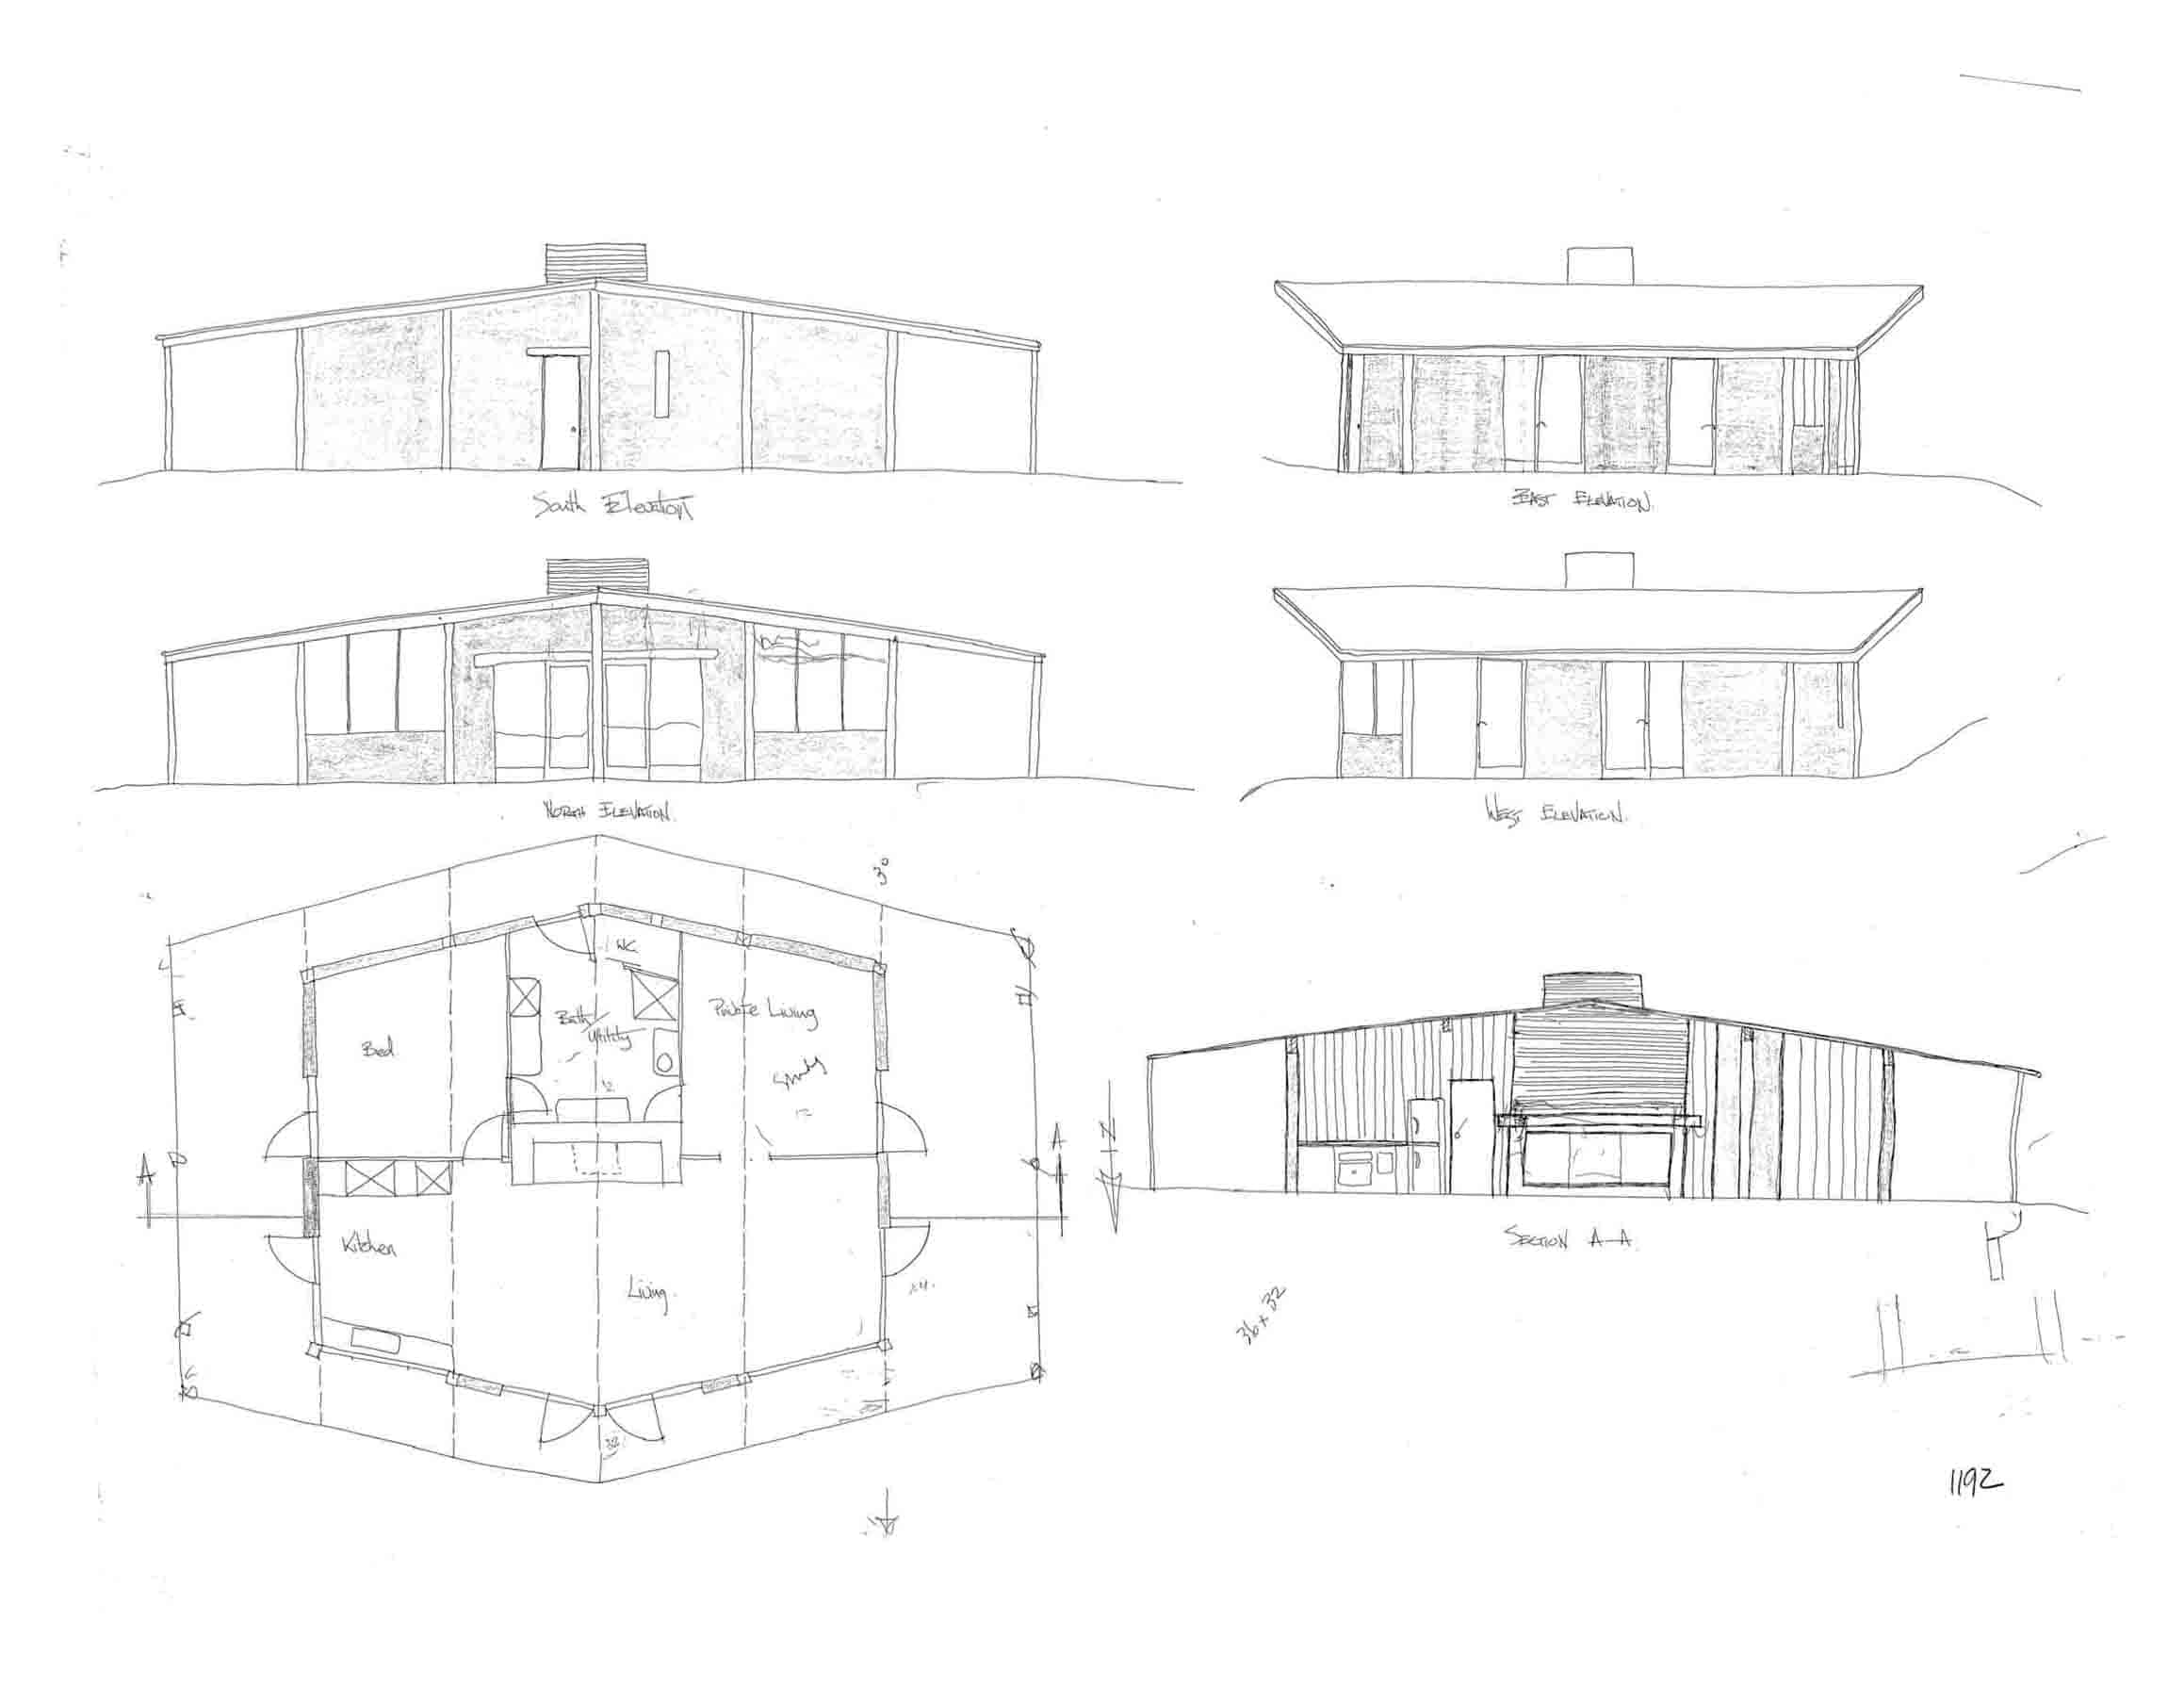 South Elevation
EAST ELEVATION.
NORTH ELEVATION.
WEST ELEVATION.
3°
WC
Bath/
Utility
Private Living
Bed
Study
12
A
A
N
Kitchen
Living.
SECTION A-A
36 x 32
32
1192